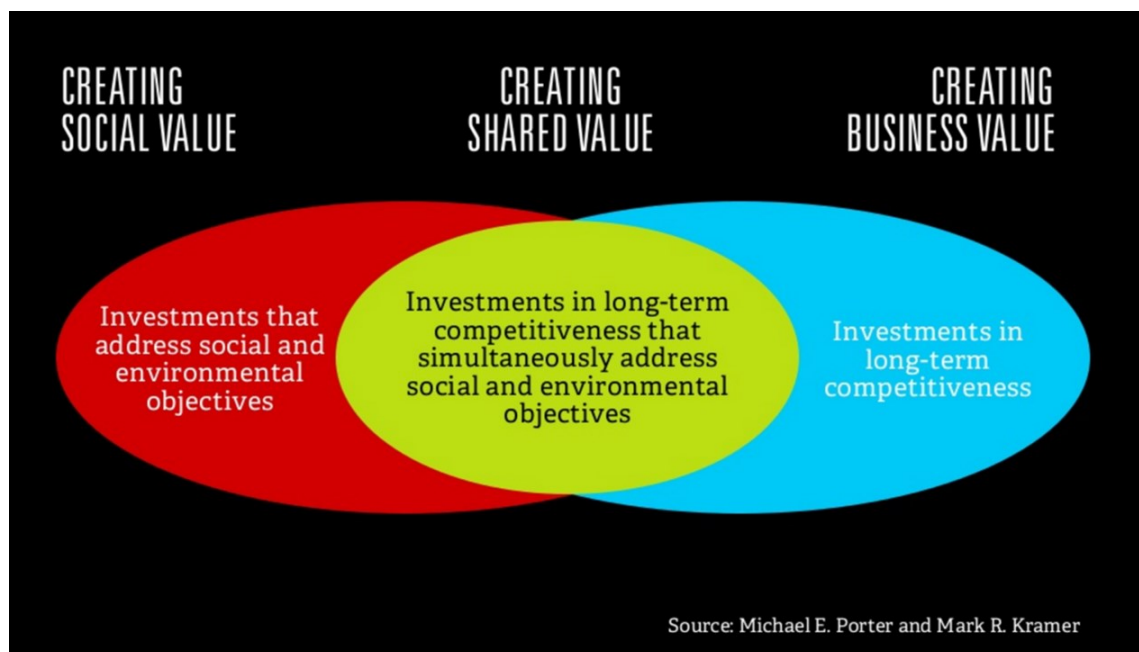 CREATING
SOCIAL VALUE
CREATING
SHARED VALUE
CREATING
BUSINESS VALUE
Investments that
address social and
environmental
objectives
Investments in long-term
competitiveness that
simultaneously address
social and environmental
objectives
Investments in
long-term
competitiveness
Source: Michael E. Porter and Mark R. Kramer